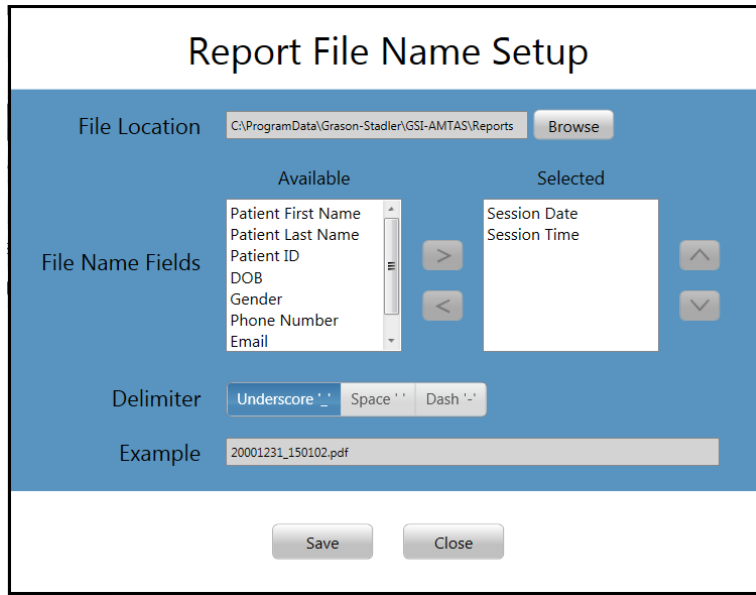 Report File Name Setup
File Location
C:\ProgramData\Grason-Stadler\GSI-AMTAS\Reports
Browse
Available
Selected
File Name Fields
Patient First Name
Patient Last Name
Patient ID
DOB
Gender
Phone Number
Email
>
<
Session Date
Session Time
Delimiter
Underscore '_'
Space ' '
Dash '-'
Example
20001231_150102.pdf
Save
Close